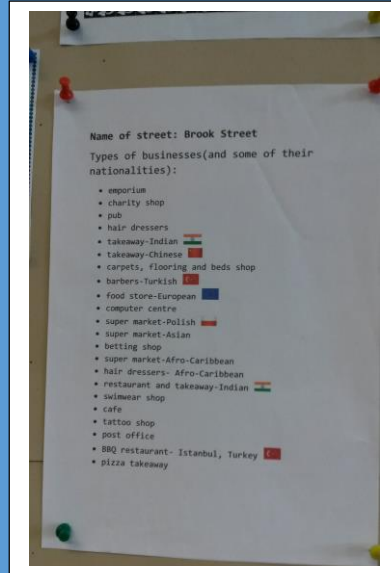 Name of street: Brook Street
Types of businesses(and some of their
nationalities):
• emporium
• charity shop
• pub
• hair dressers
• takeaway-Indian
• takeaway-Chinese
• carpets, flooring and beds shop
• barbers-Turkish
• food store-European
• computer centre
• super market-Polish
• super market-Asian
• betting shop
• super market-Afro-Caribbean
• hair dressers- Afro-Caribbean
• restaurant and takeaway-Indian
• swimwear shop
• cafe
• tattoo shop
• post office
• BBQ restaurant- Istanbul, Turkey
• pizza takeaway